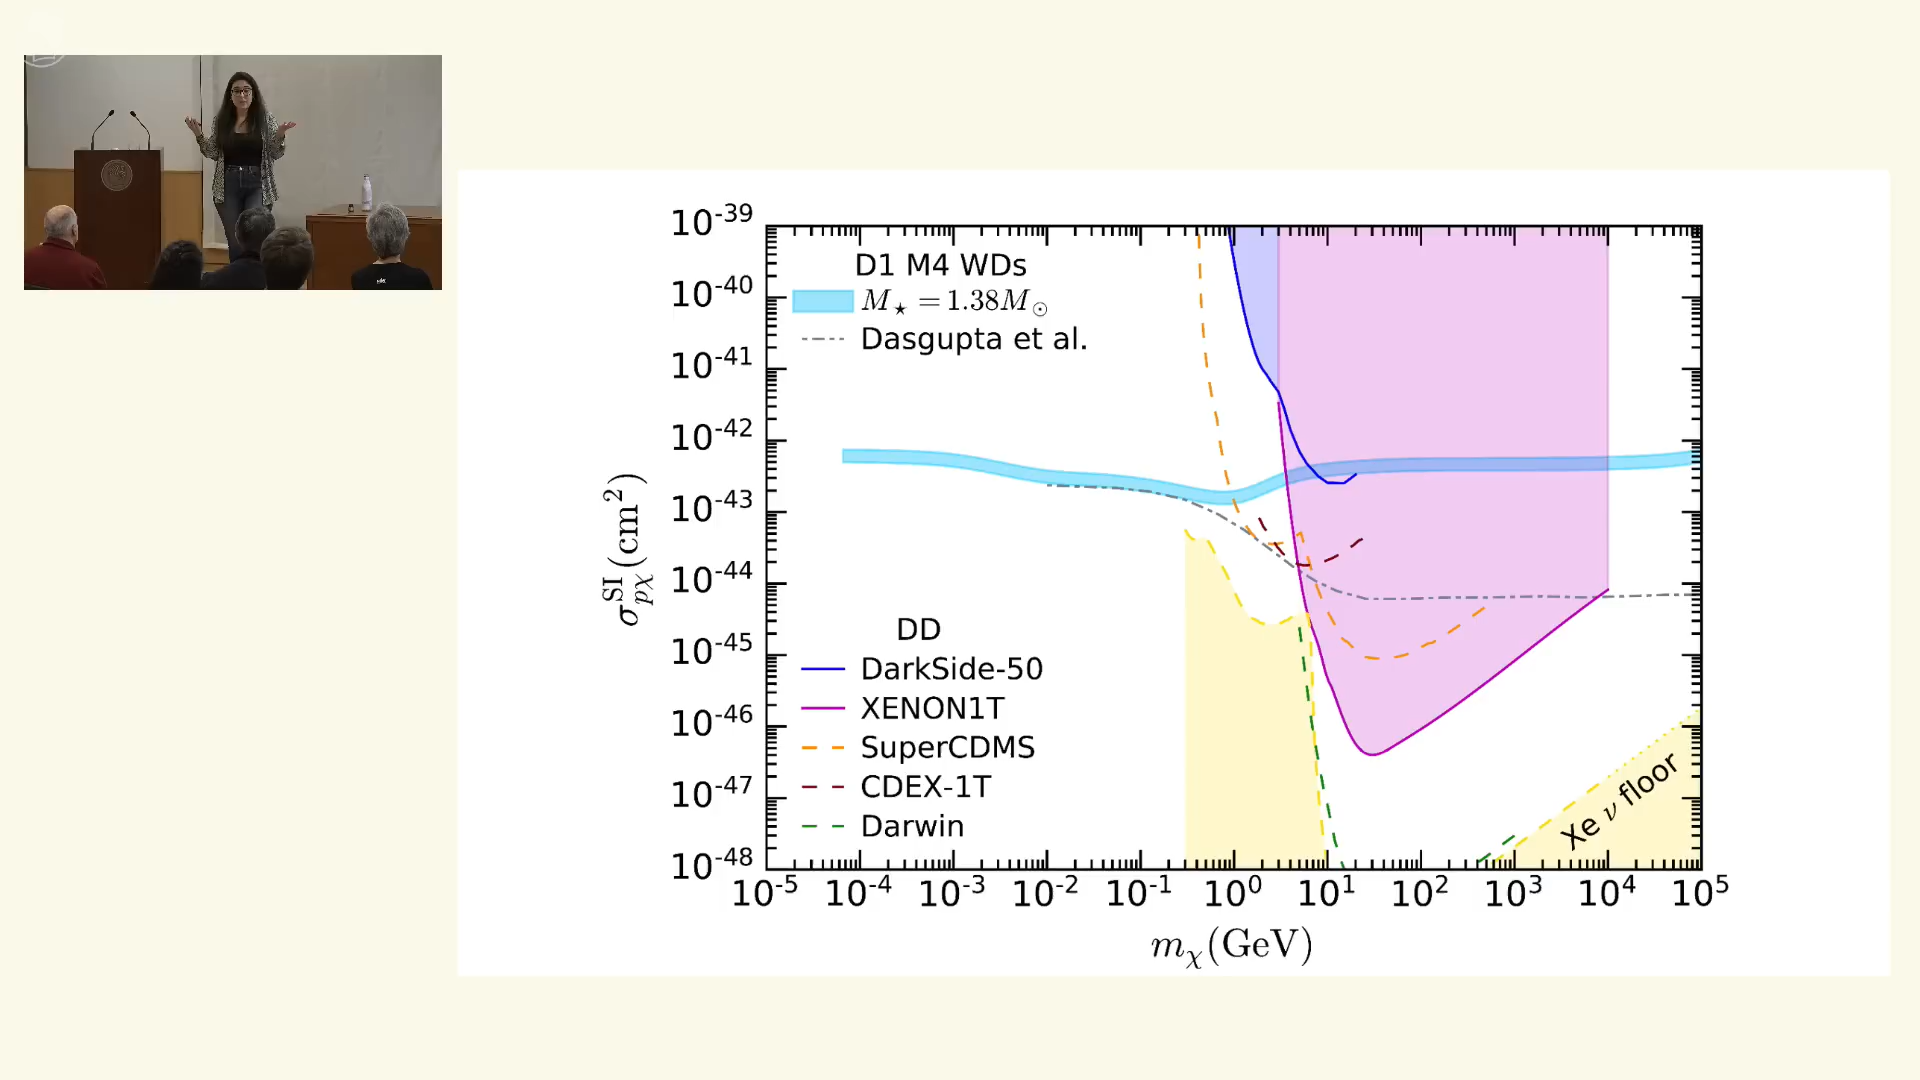 10^-39
10^-40
10^-41
10^-42
10^-43
10^-44
10^-45
10^-46
10^-47
10^-48
σ_pχ^SI (cm^2)
D1 M4 WDs
M⋆ = 1.38M⊙
Dasgupta et al.
DD
DarkSide-50
XENON1T
SuperCDMS
CDEX-1T
Darwin
Xe ν floor
10^-5 10^-4 10^-3 10^-2 10^-1 10^0 10^1 10^2 10^3 10^4 10^5
m_χ (GeV)